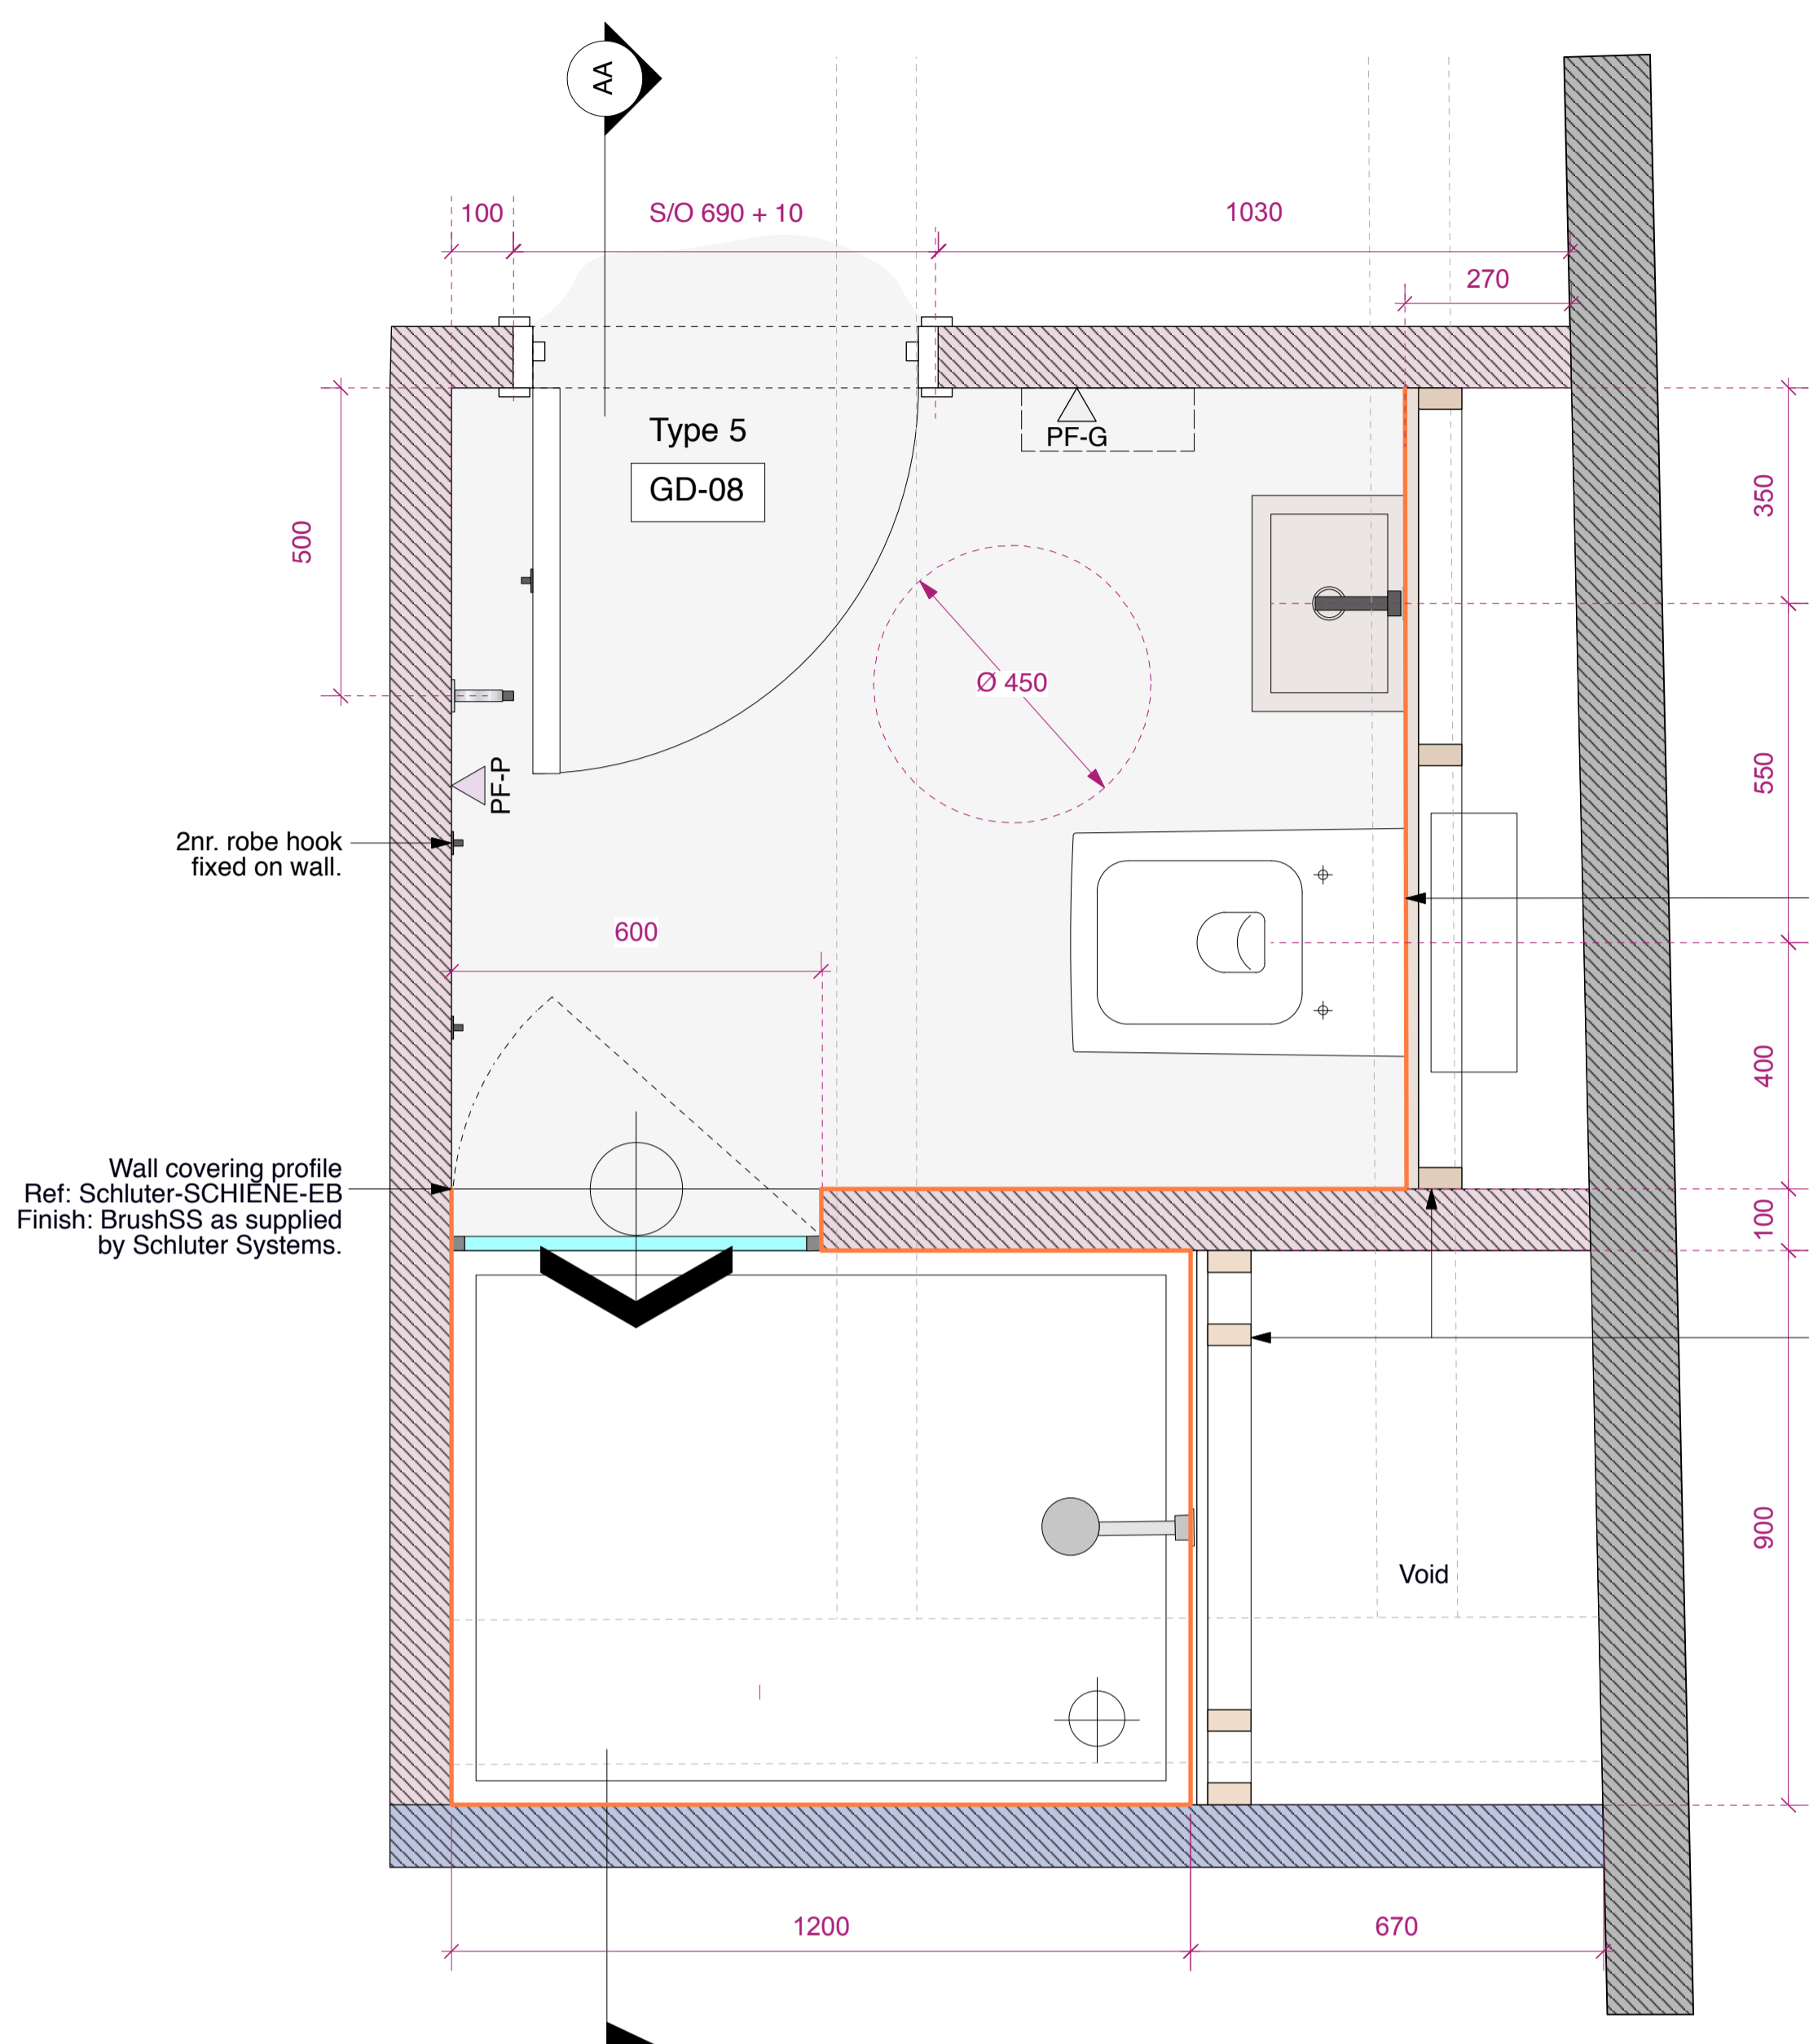 AA
100
S/O 690 + 10
1030
270
Type 5
GD-08
PF-G
500
350
Ø 450
550
PF-P
2nr. robe hook
fixed on wall.
600
400
Wall covering profile
Ref: Schluter-SCHIENE-EB
Finish: BrushSS as supplied
by Schluter Systems.
100
900
Void
1200
670